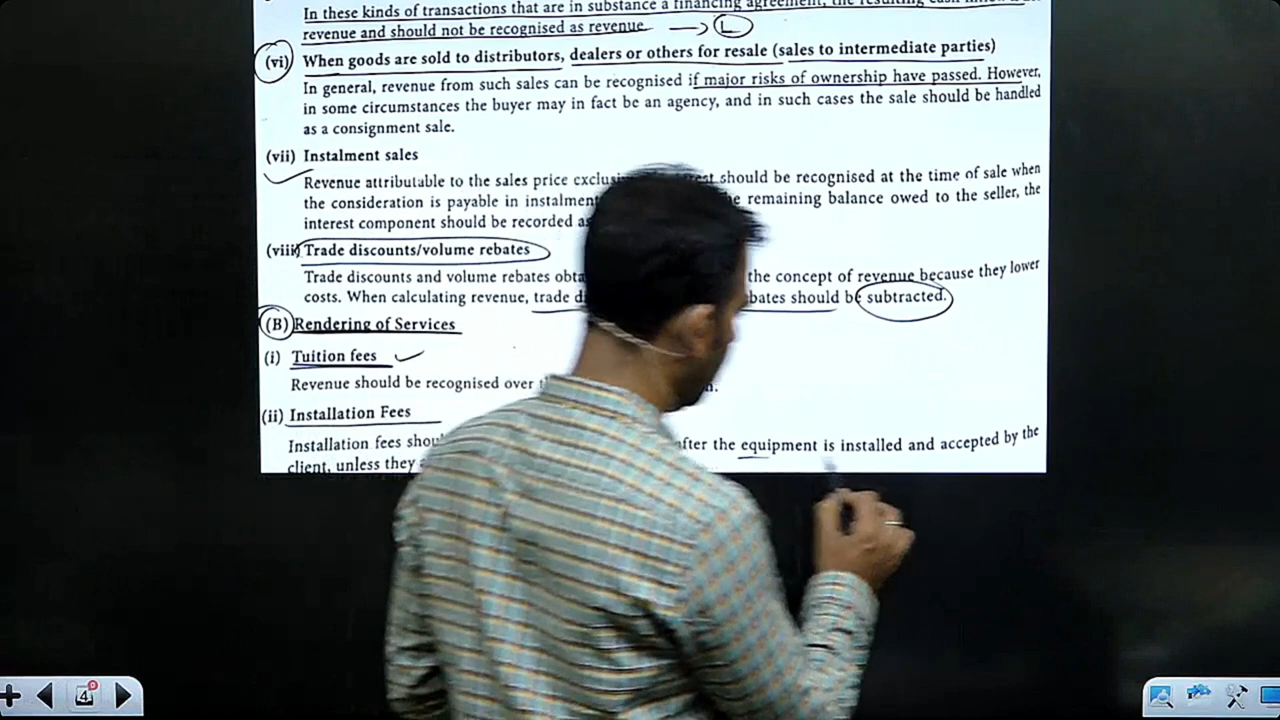 In these kinds of transactions that are in substance a financing agreement, the resulting cash
revenue and should not be recognised as revenue → L
(vi) When goods are sold to distributors, dealers or others for resale (sales to intermediate parties)
In general, revenue from such sales can be recognised if major risks of ownership have passed. However,
in some circumstances the buyer may in fact be an agency, and in such cases the sale should be handled
as a consignment sale.
(vii) Instalment sales
Revenue attributable to the sales price should be recognised at the time of sale when
the consideration is payable in remaining balance owed to the seller, the
interest component should be recorded
(viii) Trade discounts/volume rebates
Trade discounts and volume rebates the concept of revenue because they lower
costs. When calculating revenue, trade should be subtracted.
(B) Rendering of Services
(i) Tuition fees
Revenue should be recognised over
(ii) Installation Fees
Installation fees after the equipment is installed and accepted by the
client, unless they
4